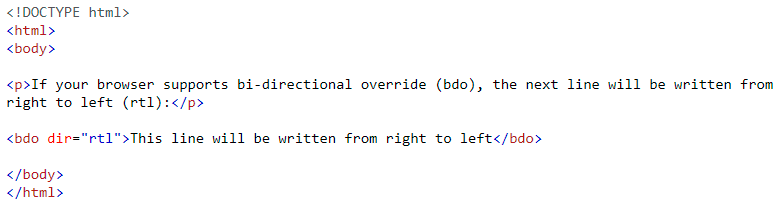 <!DOCTYPE html>
<html>
<body>
<p>If your browser supports bi-directional override (bdo), the next line will be written from
right to left (rtl):</p>
<bdo dir="rtl">This line will be written from right to left</bdo>
</body>
</html>